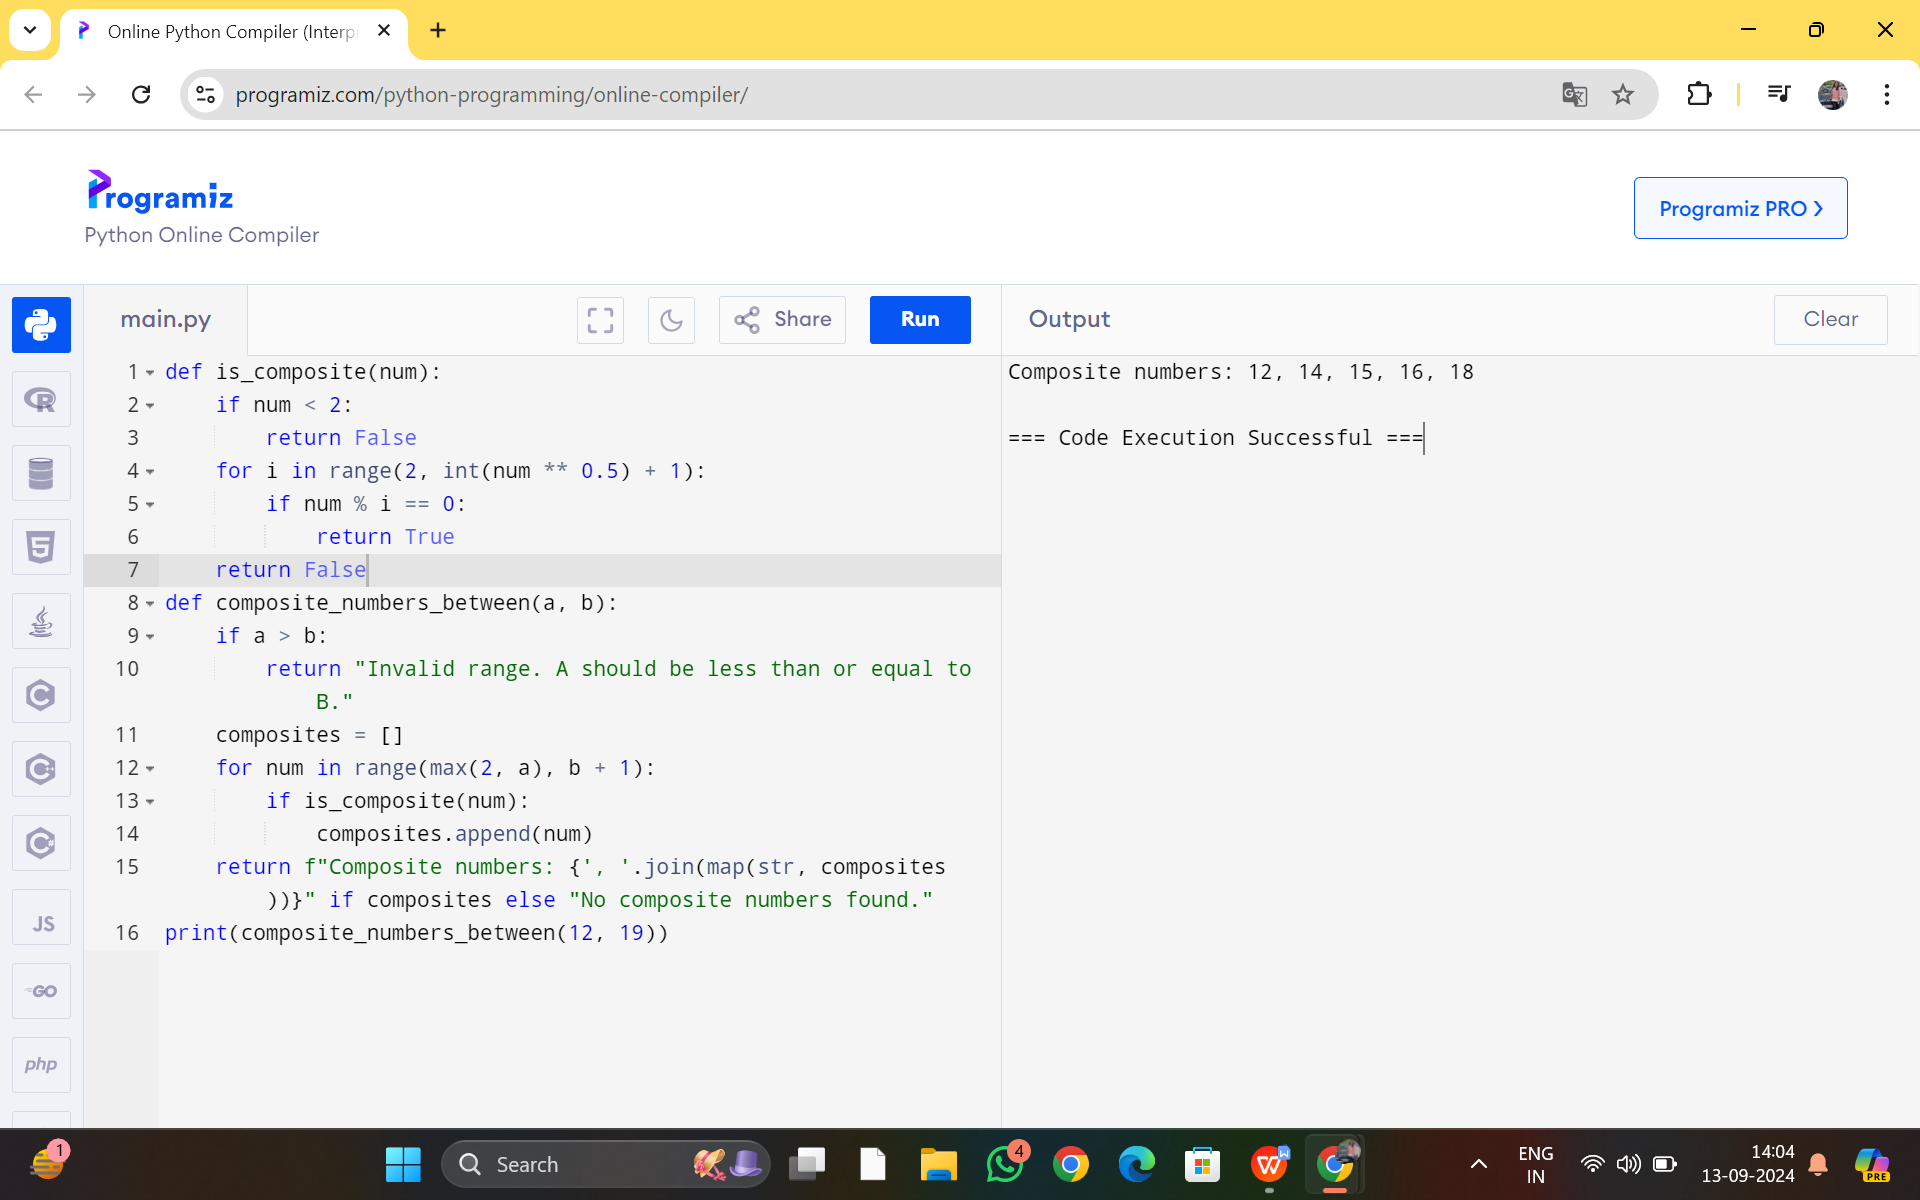 Online Python Compiler (Interp
programiz.com/python-programming/online-compiler/
Programiz
Python Online Compiler
Programiz PRO
main.py
Share
Run
Output
Clear
1 def is_composite(num):
2     if num < 2:
3         return False
4     for i in range(2, int(num ** 0.5) + 1):
5         if num % i == 0:
6             return True
7     return False
8 def composite_numbers_between(a, b):
9     if a > b:
10         return "Invalid range. A should be less than or equal to
B."
11     composites = []
12     for num in range(max(2, a), b + 1):
13         if is_composite(num):
14             composites.append(num)
15     return f"Composite numbers: {', '.join(map(str, composites
))}" if composites else "No composite numbers found."
16 print(composite_numbers_between(12, 19))
Composite numbers: 12, 14, 15, 16, 18
=== Code Execution Successful ===
R
5
C
C
C
JS
GO
php
1
Search
4
W
W
ENG
IN
14:04
13-09-2024
PRE